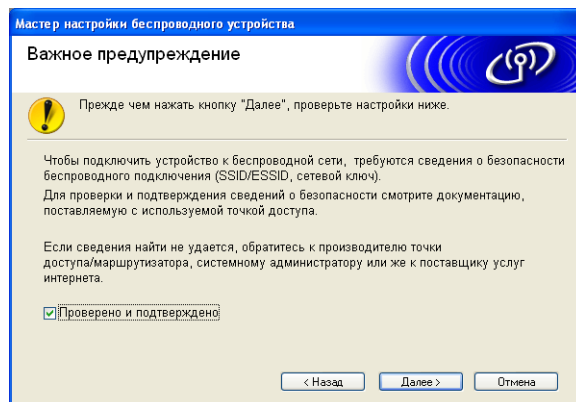 Мастер настройки беспроводного устройства
Важное предупреждение
Прежде чем нажать кнопку "Далее", проверьте настройки ниже.
Чтобы подключить устройство к беспроводной сети, требуются сведения о безопасности
беспроводного подключения (SSID/ESSID, сетевой ключ).
Для проверки и подтверждения сведений о безопасности смотрите документацию,
поставляемую с используемой точкой доступа.
Если сведения найти не удается, обратитесь к производителю точки
доступа/маршрутизатора, системному администратору или же к поставщику услуг
интернета.
Проверено и подтверждено
< Назад Далее > Отмена